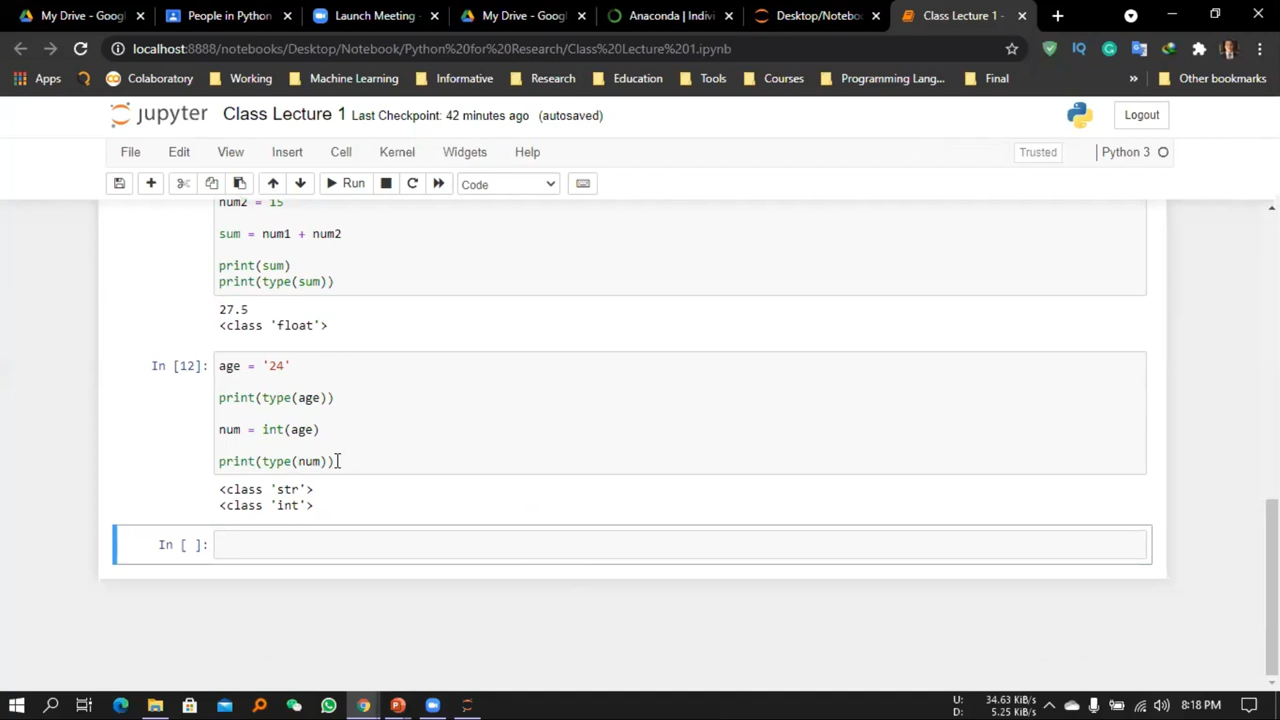 My Drive - Googl
People in Python
Launch Meeting -
My Drive - Googl
Anaconda | Indivi
Desktop/Notebo
Class Lecture 1 -
localhost:8888/notebooks/Desktop/Notebook/Python%20for%20Research/Class%20Lecture%201.ipynb
Apps
Colaboratory
Working
Machine Learning
Informative
Research
Education
Tools
Courses
Programming Lang...
Final
»
Other bookmarks
jupyter Class Lecture 1 Last Checkpoint: 42 minutes ago (autosaved)
Logout
File Edit View Insert Cell Kernel Widgets Help
Trusted
Python 3
Run
Code
num2 = 15
sum = num1 + num2
print(sum)
print(type(sum))
27.5
<class 'float'>
In [12]:
age = '24'
print(type(age))
num = int(age)
print(type(num))
<class 'str'>
<class 'int'>
In [ ]:
U: 34.63 KiB/s
D: 5.25 KiB/s
8:18 PM